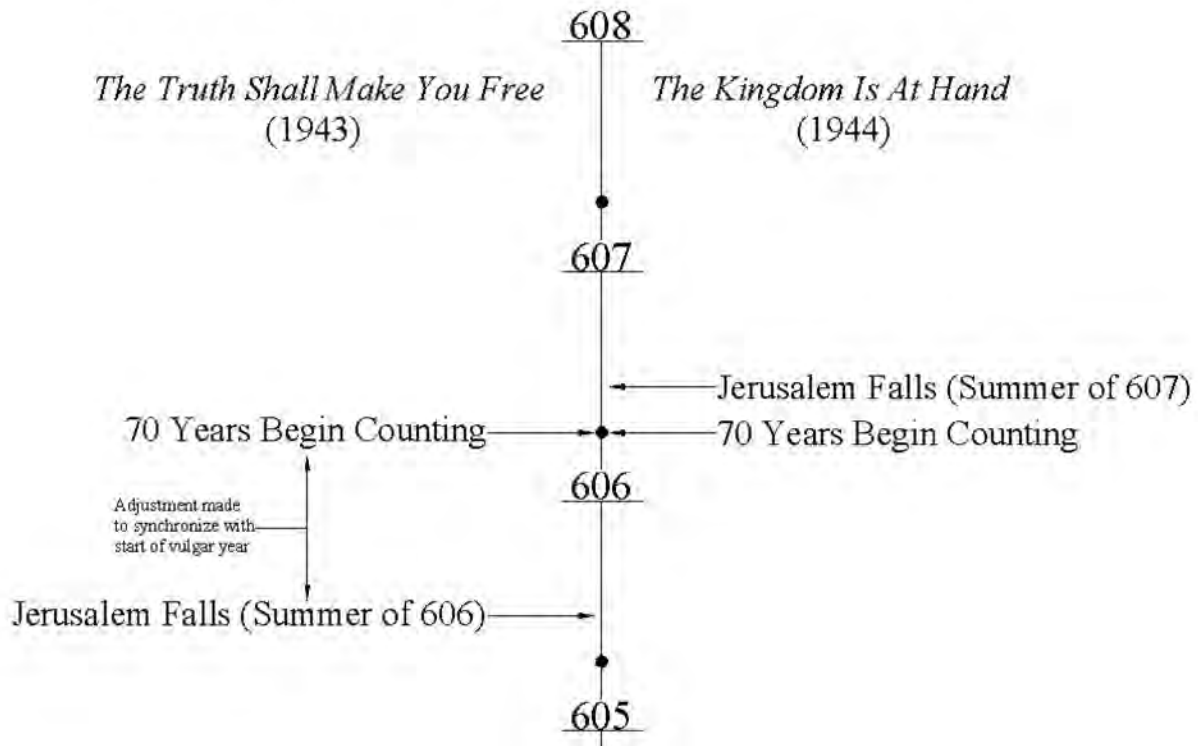 608
The Truth Shall Make You Free
(1943)
The Kingdom Is At Hand
(1944)
607
Jerusalem Falls (Summer of 607)
70 Years Begin Counting
70 Years Begin Counting
606
Adjustment made
to synchronize with
start of vulgar year
Jerusalem Falls (Summer of 606)
605